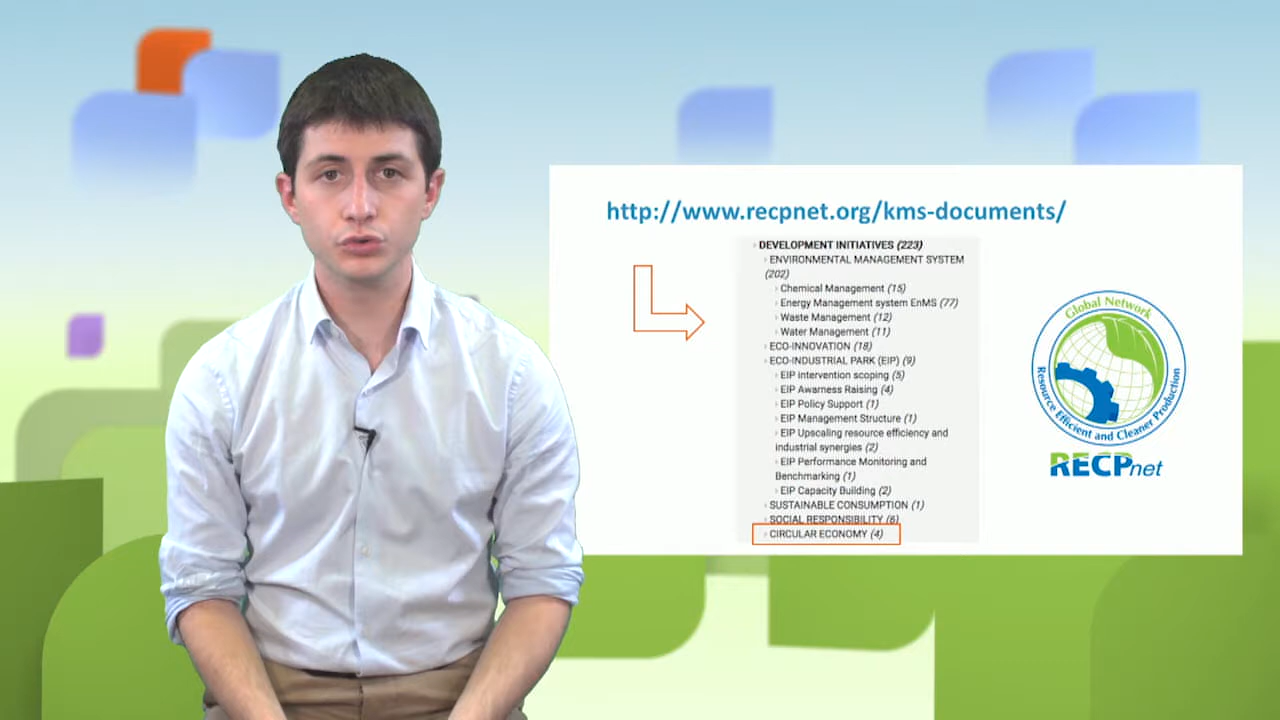 http://www.recpnet.org/kms-documents/
DEVELOPMENT INITIATIVES (223)
ENVIRONMENTAL MANAGEMENT SYSTEM
(202)
Chemical Management (15)
Energy Management system EnMS (77)
Waste Management (12)
Water Management (11)
ECO-INNOVATION (18)
ECO-INDUSTRIAL PARK (EIP) (9)
EIP intervention scoping (5)
EIP Awarness Raising (4)
EIP Policy Support (1)
EIP Management Structure (1)
EIP Upscaling resource efficiency and
industrial synergies (2)
EIP Performance Monitoring and
Benchmarking (1)
EIP Capacity Building (2)
SUSTAINABLE CONSUMPTION (1)
SOCIAL RESPONSIBILITY (6)
CIRCULAR ECONOMY (4)
Global Network
Resource Efficient and Cleaner Production
RECPnet